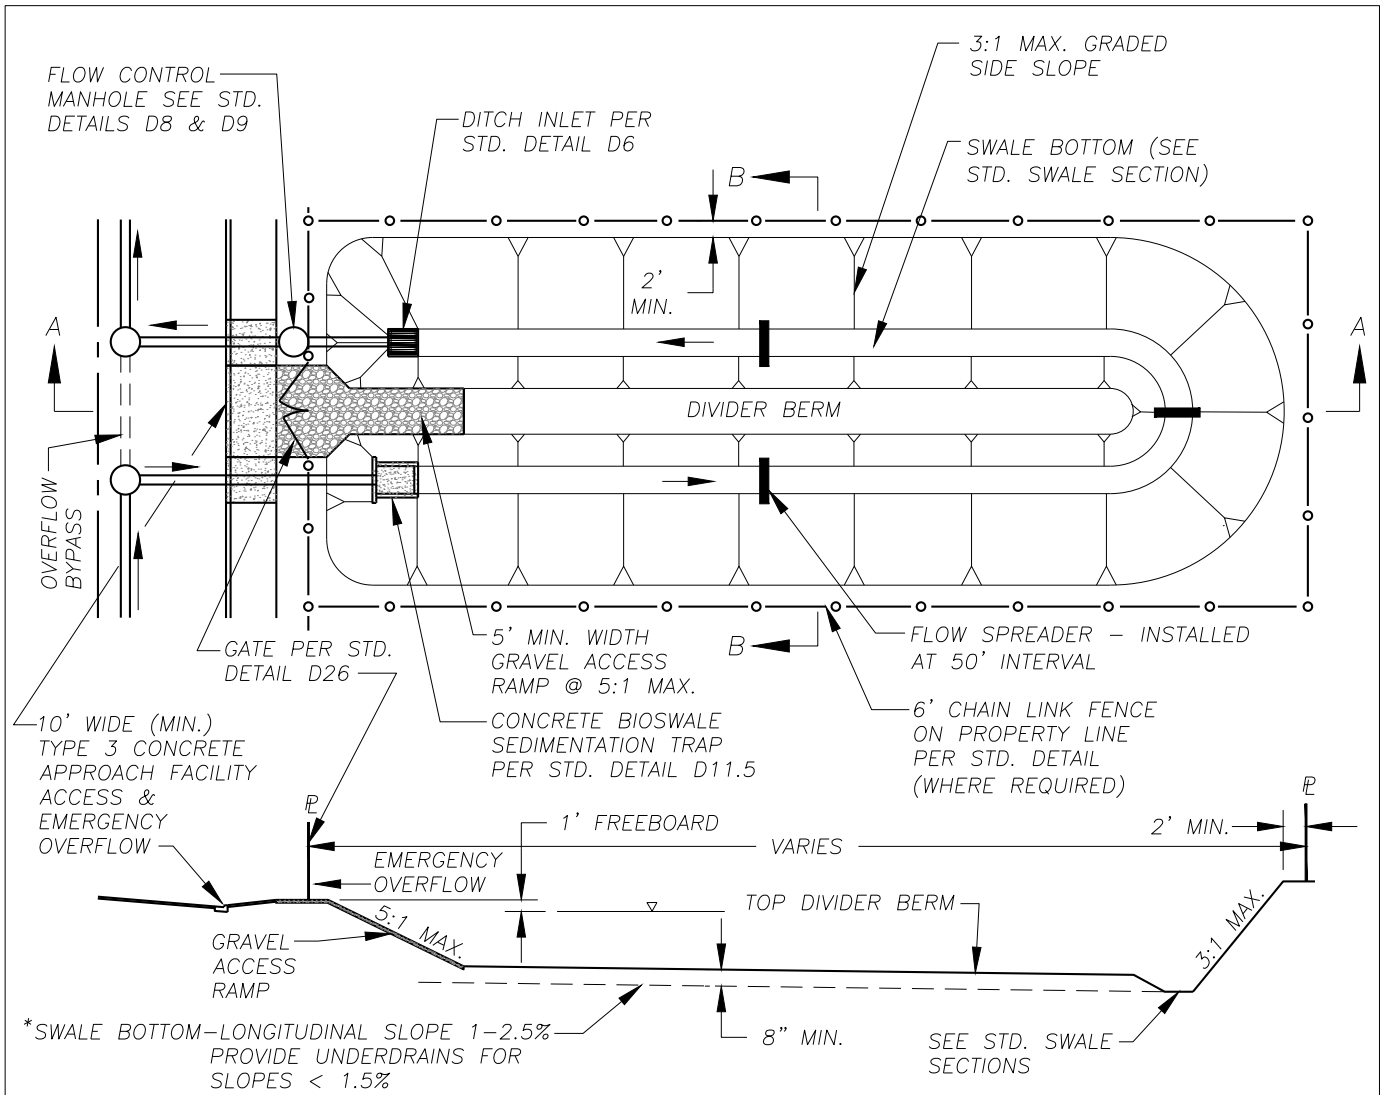 3:1 MAX. GRADED
SIDE SLOPE
FLOW CONTROL
MANHOLE SEE STD.
DETAILS D8 & D9
DITCH INLET PER
STD. DETAIL D6
SWALE BOTTOM (SEE
STD. SWALE SECTION)
B
2'
MIN.
A
A
DIVIDER BERM
OVERFLOW
BYPASS
GATE PER STD.
DETAIL D26
5' MIN. WIDTH
GRAVEL ACCESS
RAMP @ 5:1 MAX.
B
FLOW SPREADER – INSTALLED
AT 50' INTERVAL
10' WIDE (MIN.)
TYPE 3 CONCRETE
APPROACH FACILITY
ACCESS &
EMERGENCY
OVERFLOW
CONCRETE BIOSWALE
SEDIMENTATION TRAP
PER STD. DETAIL D11.5
6' CHAIN LINK FENCE
ON PROPERTY LINE
PER STD. DETAIL
(WHERE REQUIRED)
PL
PL
1' FREEBOARD
VARIES
2' MIN.
EMERGENCY
OVERFLOW
5:1 MAX.
TOP DIVIDER BERM
3:1 MAX.
GRAVEL
ACCESS
RAMP
*SWALE BOTTOM–LONGITUDINAL SLOPE 1–2.5%
PROVIDE UNDERDRAINS FOR
SLOPES < 1.5%
8" MIN.
SEE STD. SWALE
SECTIONS